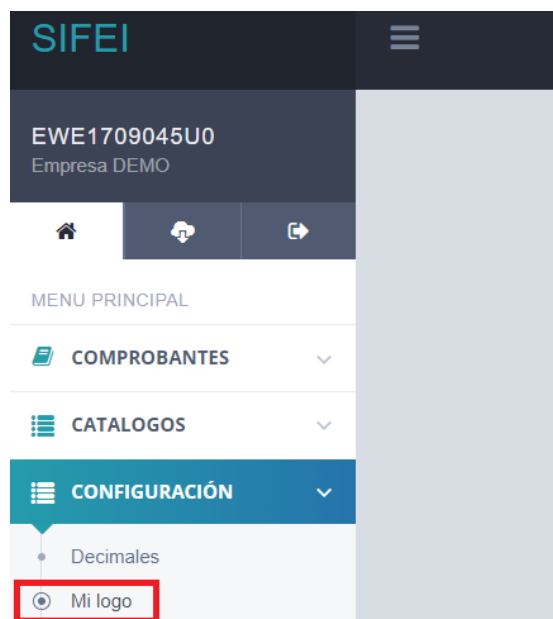 SIFEI
EWE1709045U0
Empresa DEMO
MENU PRINCIPAL
COMPROBANTES
CATALOGOS
CONFIGURACIÓN
Decimales
Mi logo